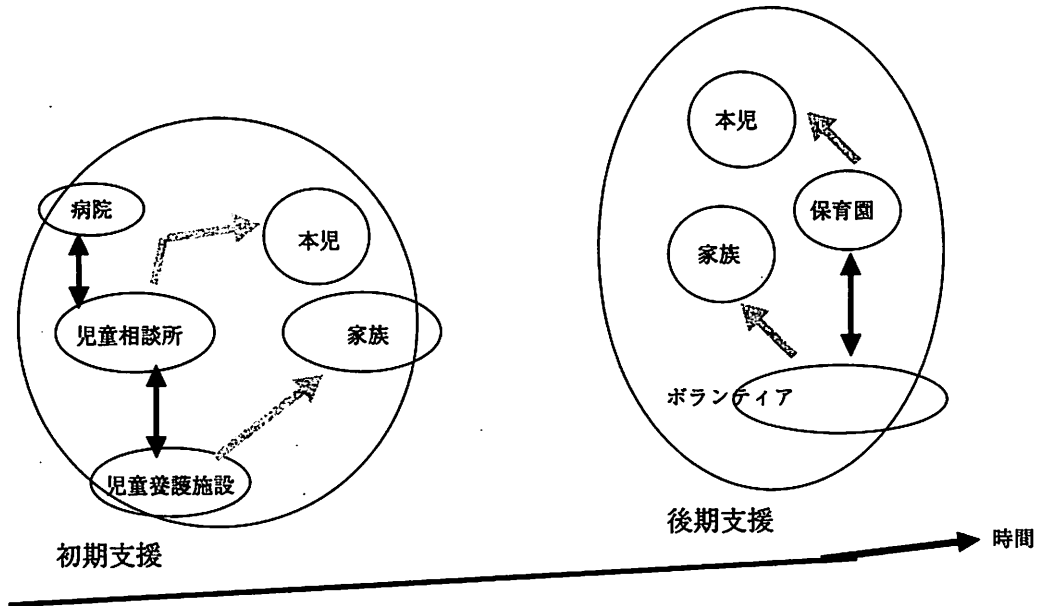 病院
本児
児童相談所
家族
児童養護施設
初期支援
本児
保育園
家族
ボランティア
後期支援
時間